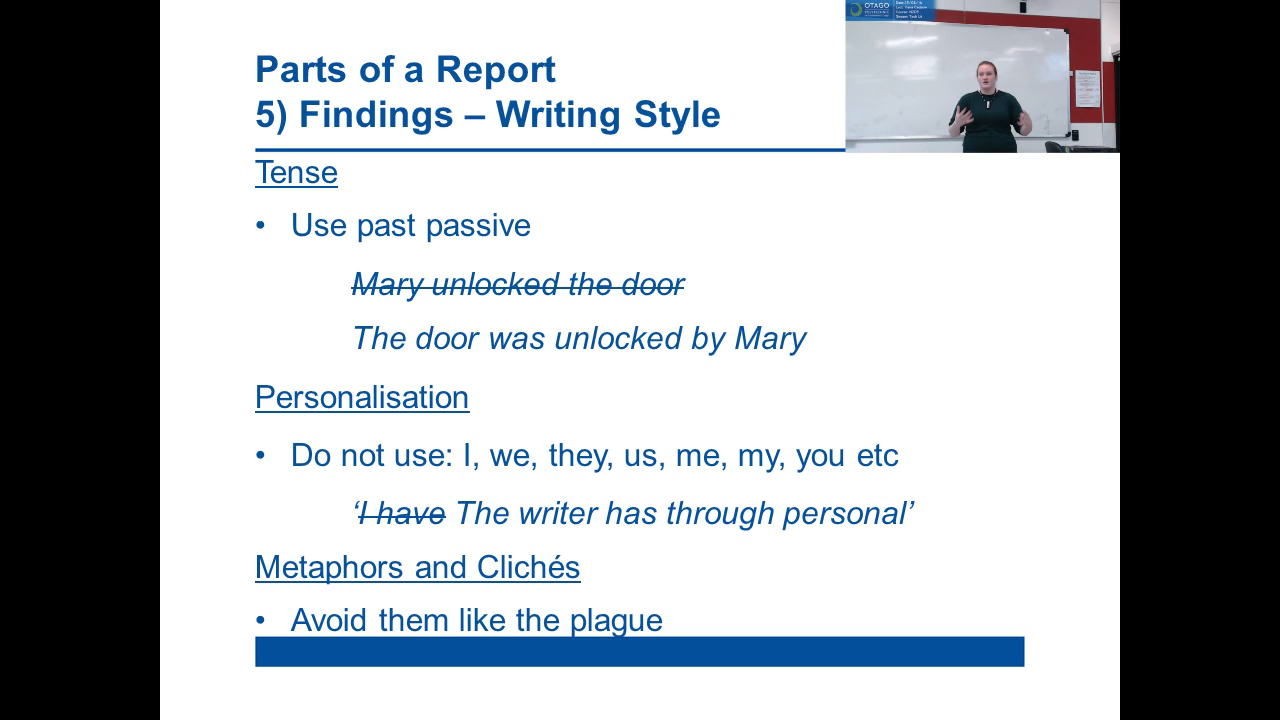 Parts of a Report
5) Findings – Writing Style
OTAGO
Tense
• Use past passive
Mary unlocked the door
The door was unlocked by Mary
Personalisation
• Do not use: I, we, they, us, me, my, you etc
‘I have The writer has through personal’
Metaphors and Clichés
• Avoid them like the plague